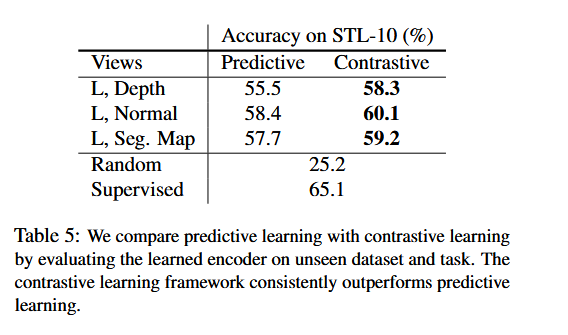 Accuracy on STL-10 (%)
Views Predictive Contrastive
L, Depth 55.5 58.3
L, Normal 58.4 60.1
L, Seg. Map 57.7 59.2
Random 25.2
Supervised 65.1
Table 5: We compare predictive learning with contrastive learning
by evaluating the learned encoder on unseen dataset and task. The
contrastive learning framework consistently outperforms predictive
learning.